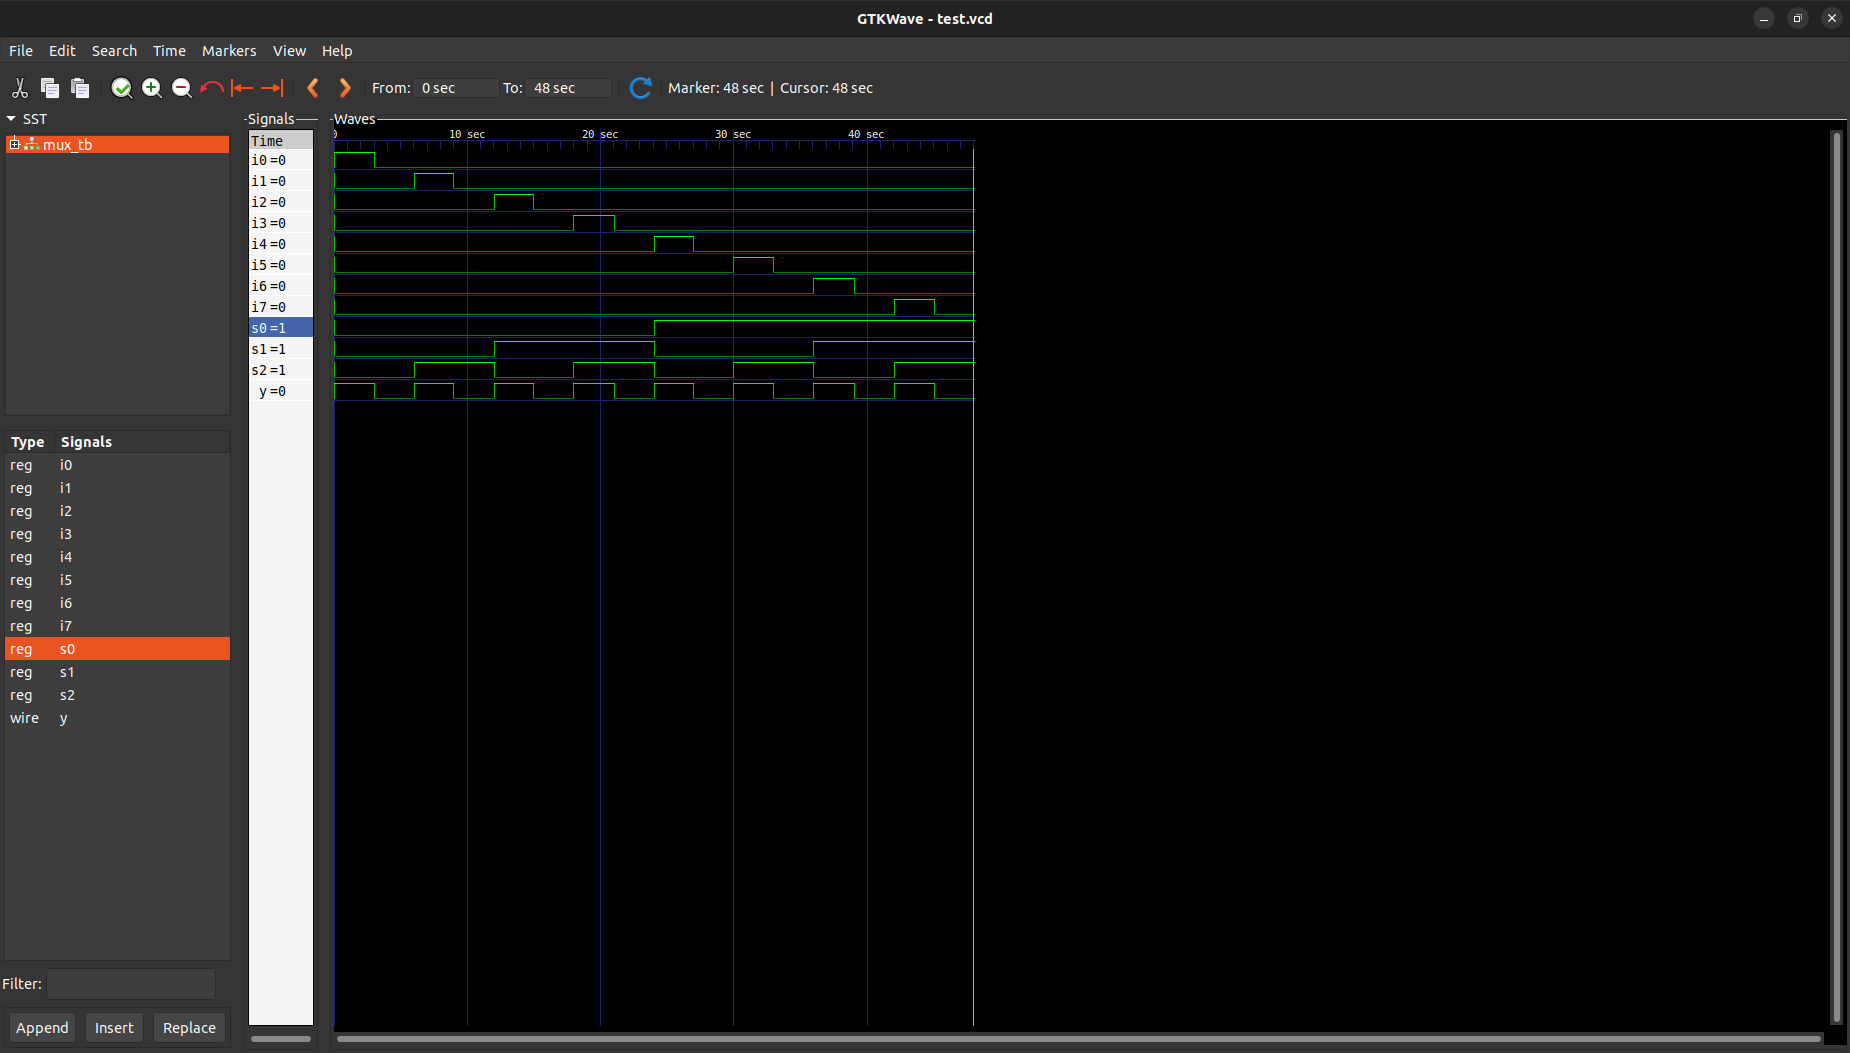 GTKWave - test.vcd
File Edit Search Time Markers View Help
From: 0 sec To: 48 sec Marker: 48 sec | Cursor: 48 sec
SST
mux_tb
Type Signals
reg i0
reg i1
reg i2
reg i3
reg i4
reg i5
reg i6
reg i7
reg s0
reg s1
reg s2
wire y
Filter:
Append Insert Replace
Signals
Time
i0=0
i1=0
i2=0
i3=0
i4=0
i5=0
i6=0
i7=0
s0=1
s1=1
s2=1
y=0
Waves
0 10 sec 20 sec 30 sec 40 sec